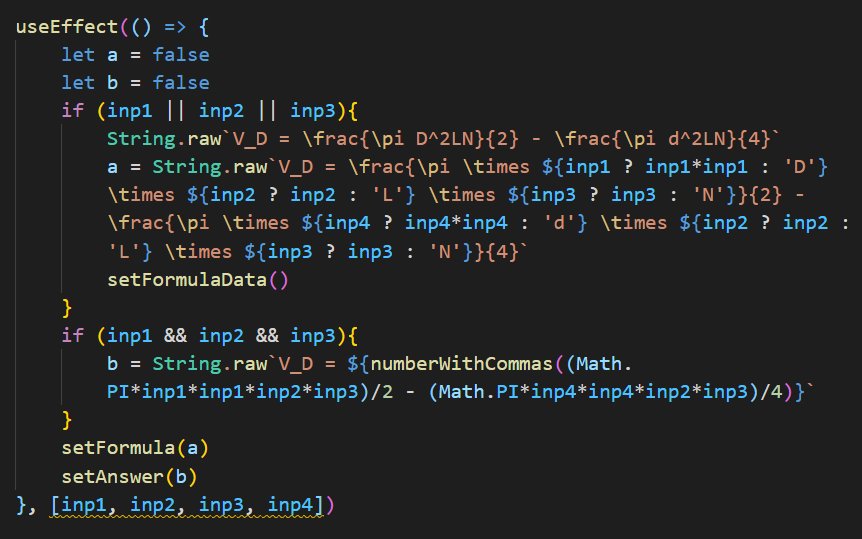 useEffect(() => {
    let a = false
    let b = false
    if (inp1 || inp2 || inp3){
        String.raw`V_D = \frac{\pi D^2LN}{2} - \frac{\pi d^2LN}{4}`
        a = String.raw`V_D = \frac{\pi \times ${inp1 ? inp1*inp1 : 'D'}
        \times ${inp2 ? inp2 : 'L'} \times ${inp3 ? inp3 : 'N'}}{2} -
        \frac{\pi \times ${inp4 ? inp4*inp4 : 'd'} \times ${inp2 ? inp2 :
        'L'} \times ${inp3 ? inp3 : 'N'}}{4}`
        setFormulaData()
    }
    if (inp1 && inp2 && inp3){
        b = String.raw`V_D = ${numberWithCommas((Math.
        PI*inp1*inp1*inp2*inp3)/2 - (Math.PI*inp4*inp4*inp2*inp3)/4)}`
    }
    setFormula(a)
    setAnswer(b)
}, [inp1, inp2, inp3, inp4])